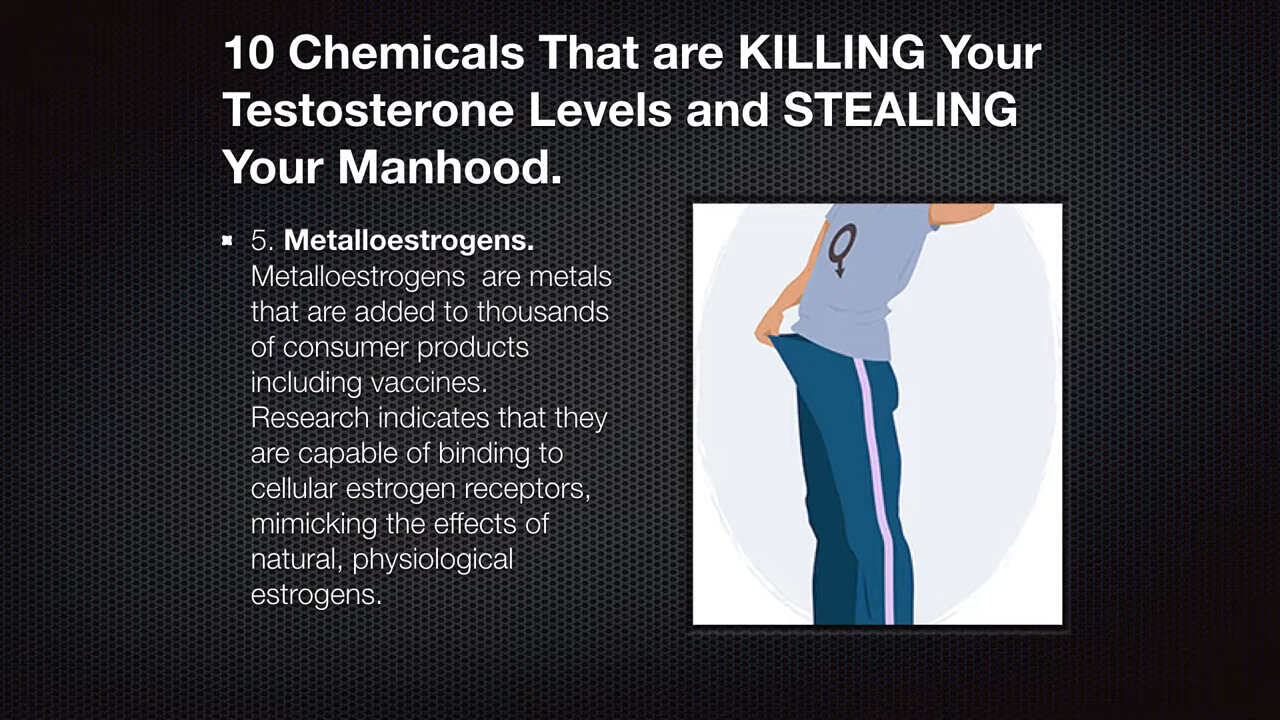 10 Chemicals That are KILLING Your
Testosterone Levels and STEALING
Your Manhood.
5. Metalloestrogens.
Metalloestrogens  are metals
that are added to thousands
of consumer products
including vaccines.
Research indicates that they
are capable of binding to
cellular estrogen receptors,
mimicking the effects of
natural, physiological
estrogens.